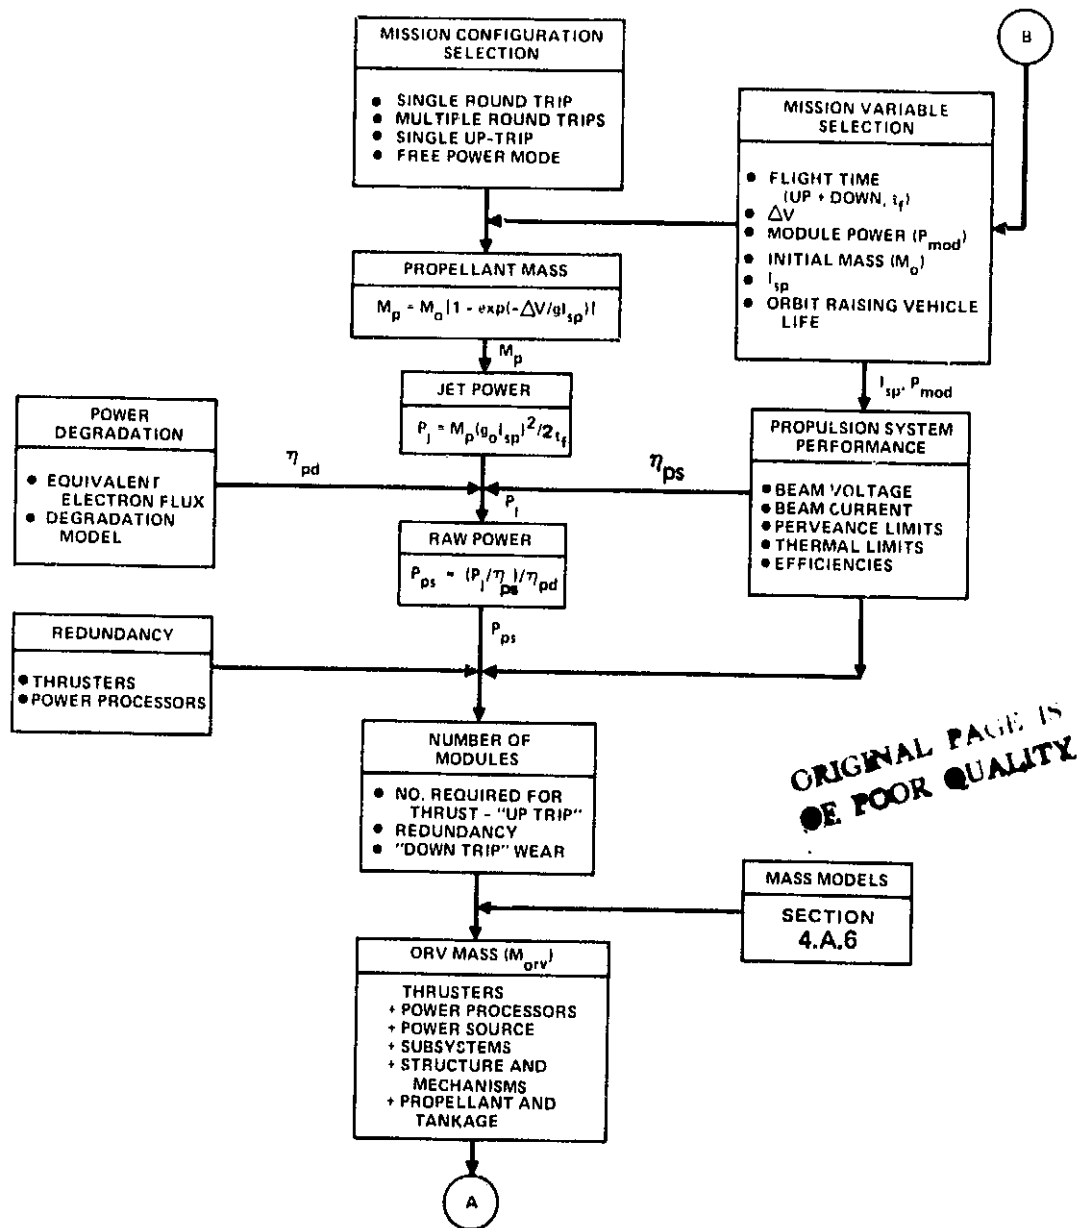 MISSION CONFIGURATION
SELECTION
● SINGLE ROUND TRIP
● MULTIPLE ROUND TRIPS
● SINGLE UP-TRIP
● FREE POWER MODE
B
MISSION VARIABLE
SELECTION
● FLIGHT TIME
(UP + DOWN, t_f)
● ΔV
● MODULE POWER (P_mod)
● INITIAL MASS (M_o)
● I_sp
● ORBIT RAISING VEHICLE
LIFE
PROPELLANT MASS
M_p = M_o [1 - exp(-ΔV/gI_sp)]
M_p
JET POWER
P_j = M_p(g_o I_sp)^2/2t_f
I_sp, P_mod
POWER
DEGRADATION
● EQUIVALENT
ELECTRON FLUX
● DEGRADATION
MODEL
η_pd
P_j
η_ps
PROPULSION SYSTEM
PERFORMANCE
● BEAM VOLTAGE
● BEAM CURRENT
● PERVEANCE LIMITS
● THERMAL LIMITS
● EFFICIENCIES
RAW POWER
P_ps = (P_j/η_ps)/η_pd
P_ps
REDUNDANCY
● THRUSTERS
● POWER PROCESSORS
NUMBER OF
MODULES
● NO. REQUIRED FOR
THRUST - "UP TRIP"
● REDUNDANCY
● "DOWN TRIP" WEAR
ORIGINAL PAGE IS
OF POOR QUALITY
MASS MODELS
SECTION
4.A.6
ORV MASS (M_orv)
THRUSTERS
+ POWER PROCESSORS
+ POWER SOURCE
+ SUBSYSTEMS
+ STRUCTURE AND
MECHANISMS
+ PROPELLANT AND
TANKAGE
A